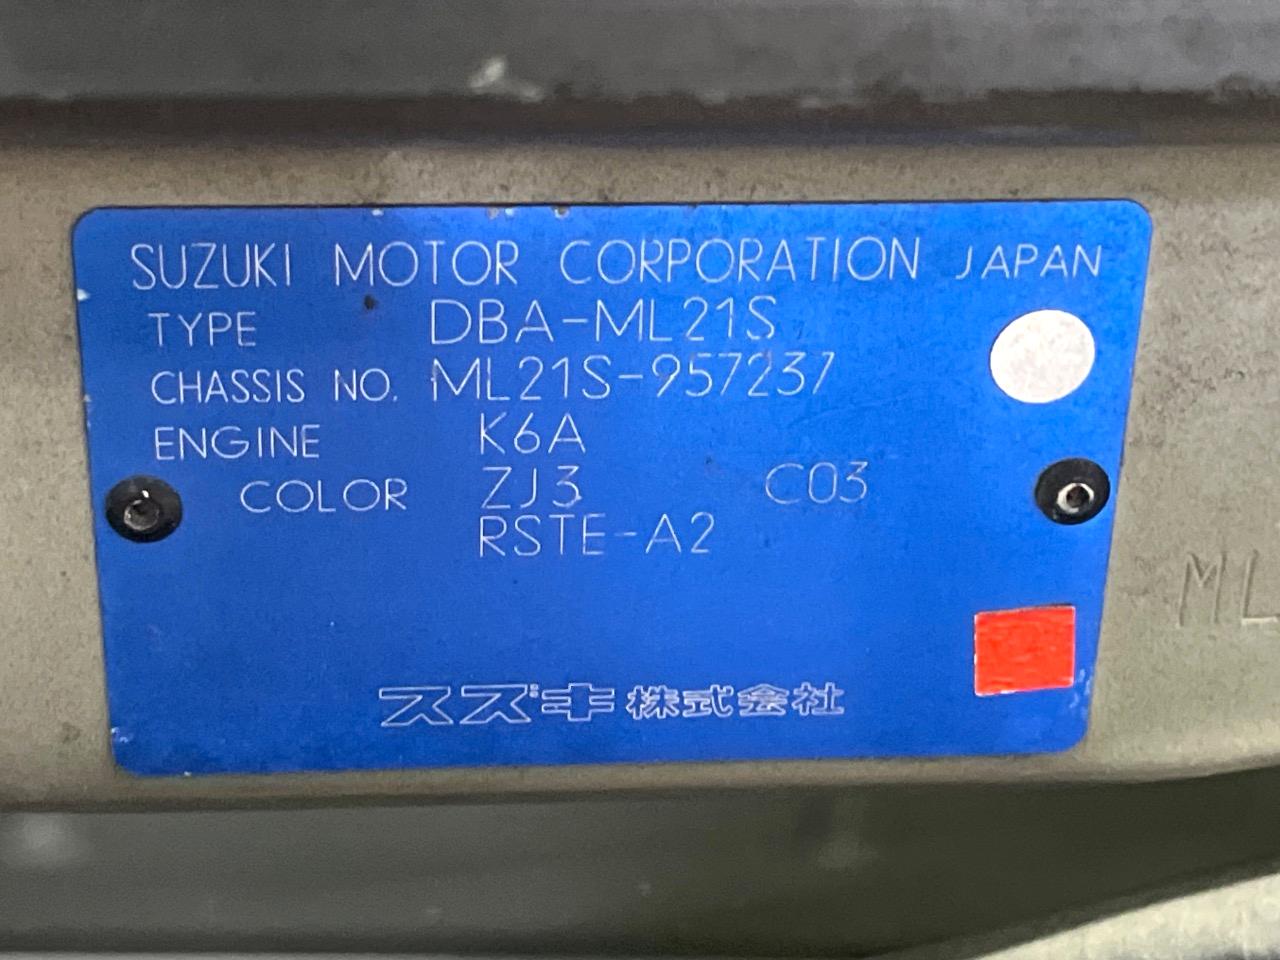 SUZUKI MOTOR CORPORATION JAPAN
TYPE DBA-ML21S
CHASSIS NO. ML21S-957237
ENGINE K6A
COLOR ZJ3 C03
RSTE-A2
スズキ株式会社
ML